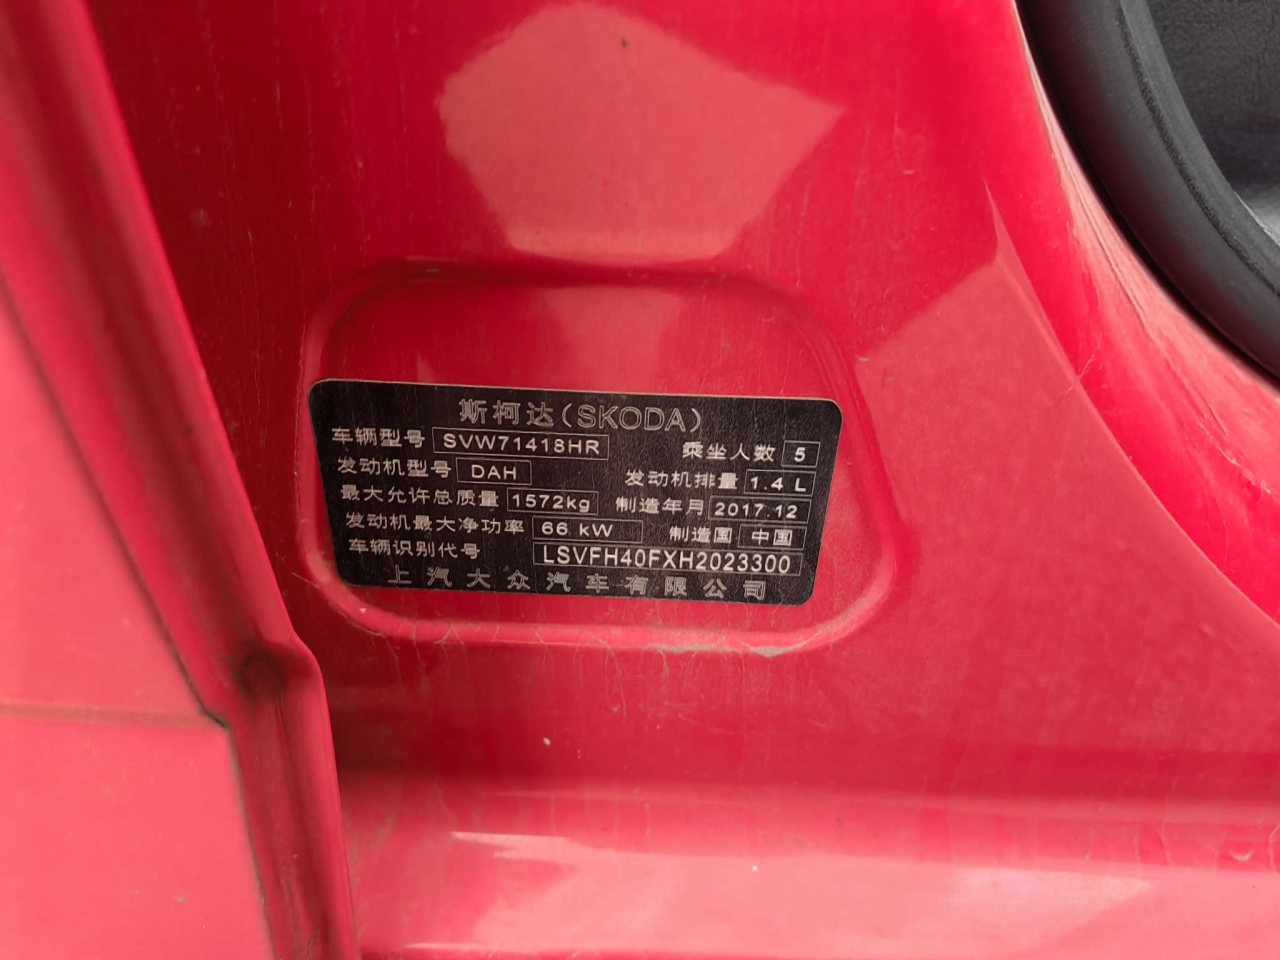 斯柯达(SKODA)
车辆型号 SVW71418HR 乘坐人数 5
发动机型号 DAH 发动机排量 1.4 L
最大允许总质量 1572kg 制造年月 2017.12
发动机最大净功率 66 kW 制造国 中国
车辆识别代号 LSVFH40FXH2023300
上汽大众汽车有限公司